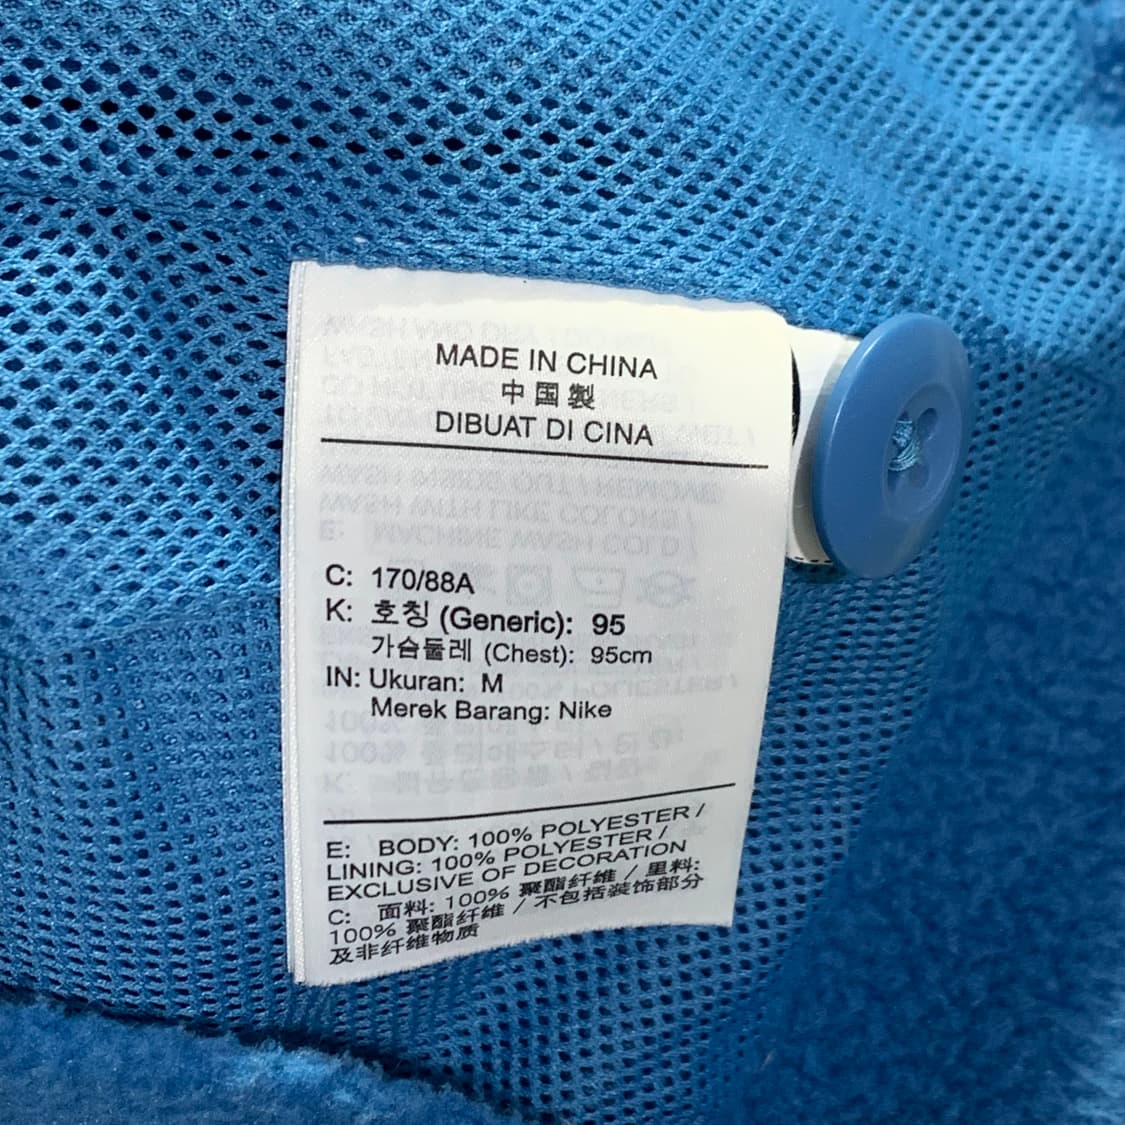 MADE IN CHINA
中国製
DIBUAT DI CINA
C: 170/88A
K: 호칭 (Generic): 95
가슴둘레 (Chest): 95cm
IN: Ukuran: M
Merek Barang: Nike
E: BODY: 100% POLYESTER /
LINING: 100% POLYESTER /
EXCLUSIVE OF DECORATION
C: 面料: 100% 聚酯纤维 / 里料:
100% 聚酯纤维 / 不包括装饰部分
及非纤维物质